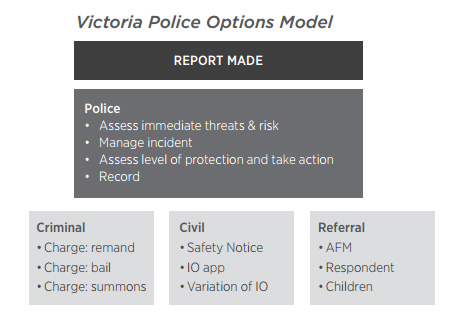 Victoria Police Options Model
REPORT MADE
Police
• Assess immediate threats & risk
• Manage incident
• Assess level of protection and take action
• Record
Criminal
• Charge: remand
• Charge: bail
• Charge: summons
Civil
• Safety Notice
• IO app
• Variation of IO
Referral
• AFM
• Respondent
• Children